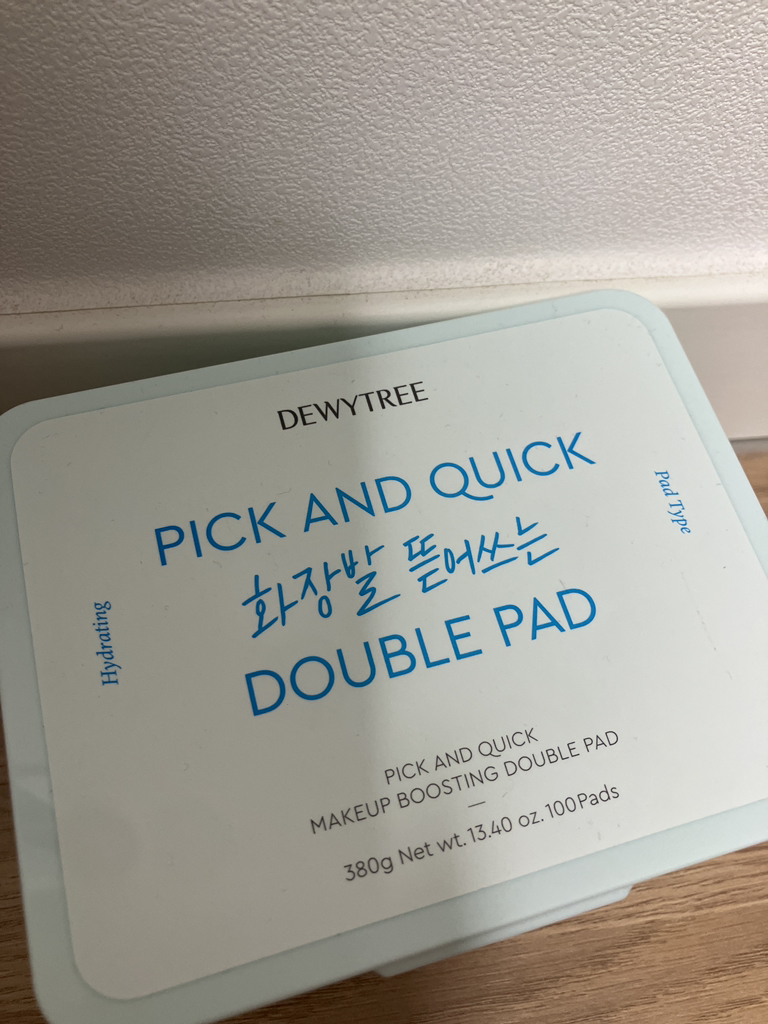 DEWYTREE
PICK AND QUICK
화장발 뜯어쓰는
DOUBLE PAD
Hydrating
Pad Type
PICK AND QUICK
MAKEUP BOOSTING DOUBLE PAD
—
380g Net wt. 13.40 oz. 100Pads